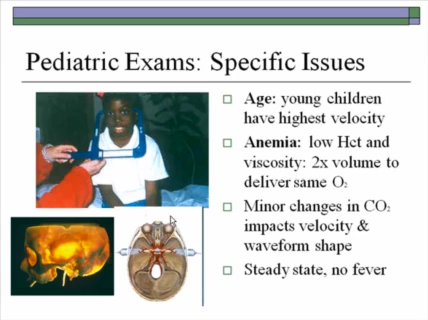 Pediatric Exams: Specific Issues
Age: young children
have highest velocity
Anemia: low Hct and
viscosity: 2x volume to
deliver same O₂
Minor changes in CO₂
impacts velocity &
waveform shape
Steady state, no fever